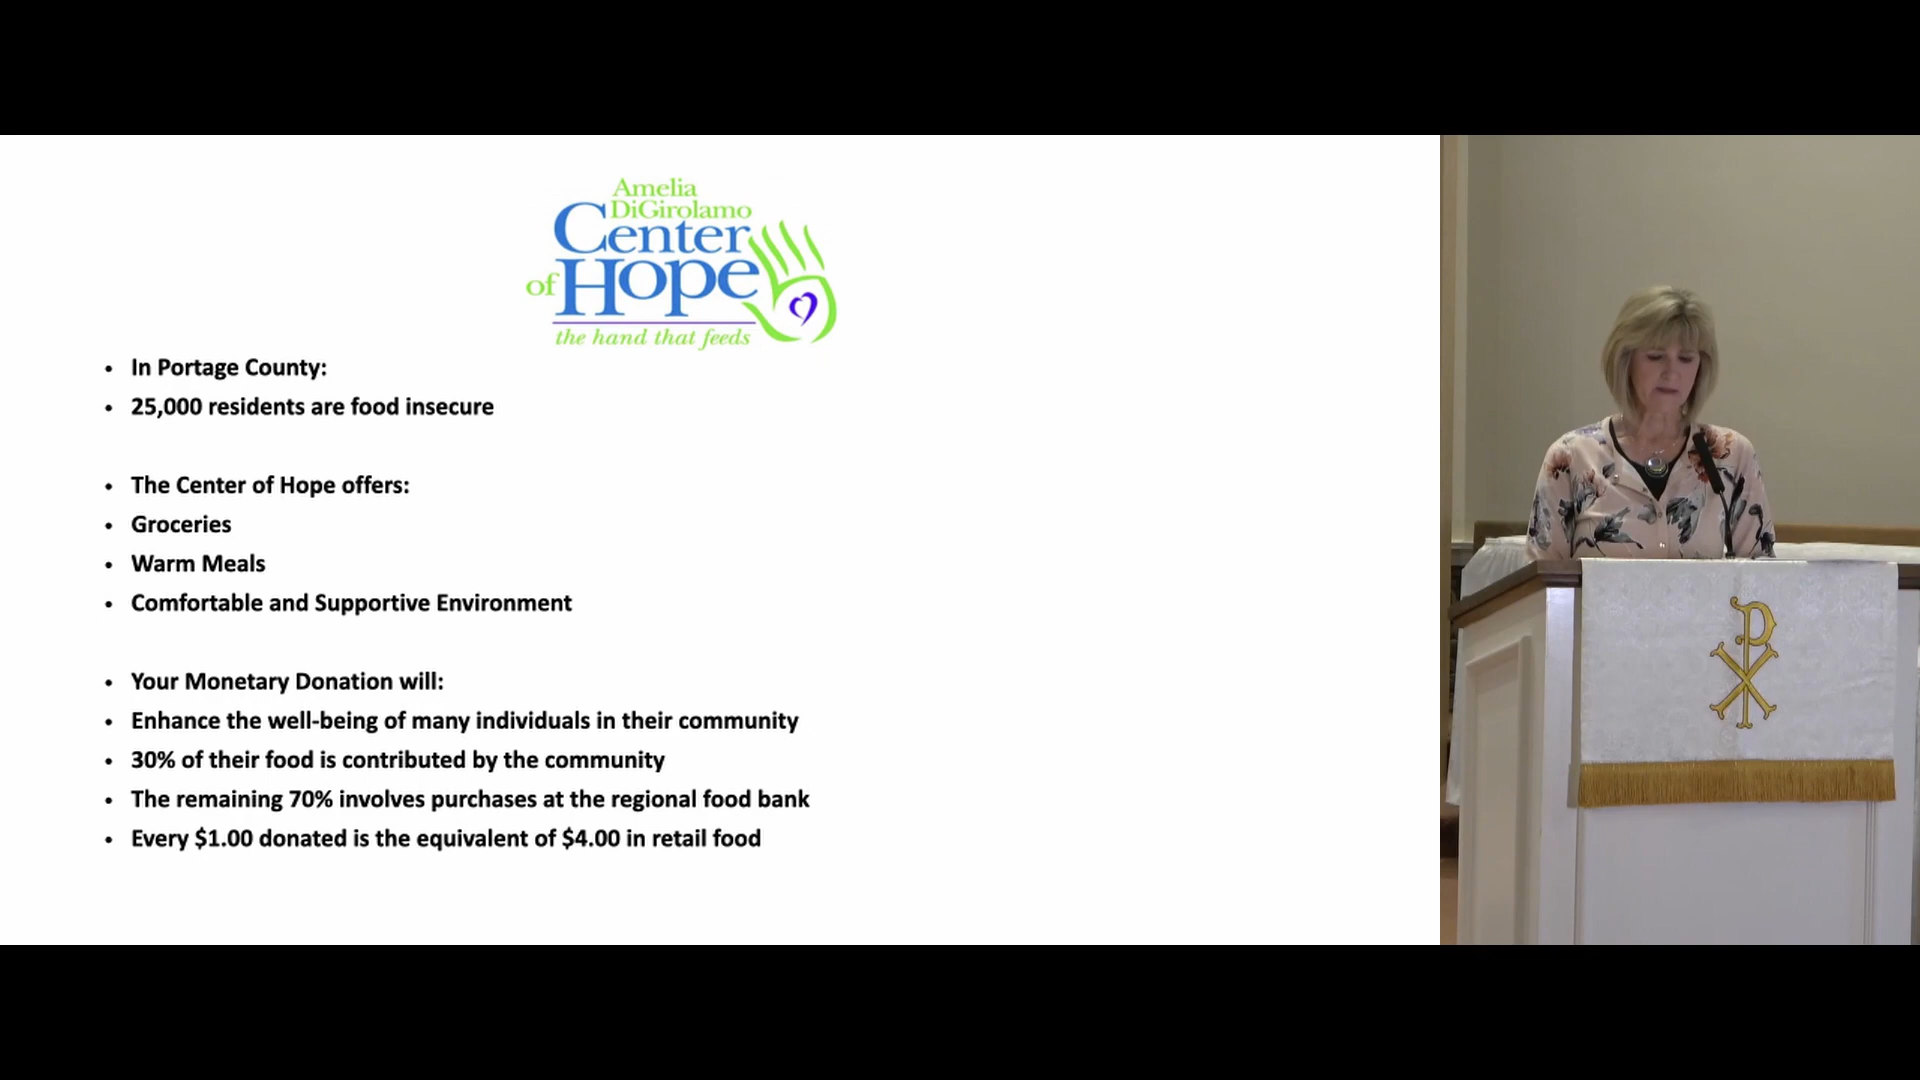 Amelia
DiGirolamo
Center
of Hope
the hand that feeds
• In Portage County:
• 25,000 residents are food insecure
• The Center of Hope offers:
• Groceries
• Warm Meals
• Comfortable and Supportive Environment
• Your Monetary Donation will:
• Enhance the well-being of many individuals in their community
• 30% of their food is contributed by the community
• The remaining 70% involves purchases at the regional food bank
• Every $1.00 donated is the equivalent of $4.00 in retail food